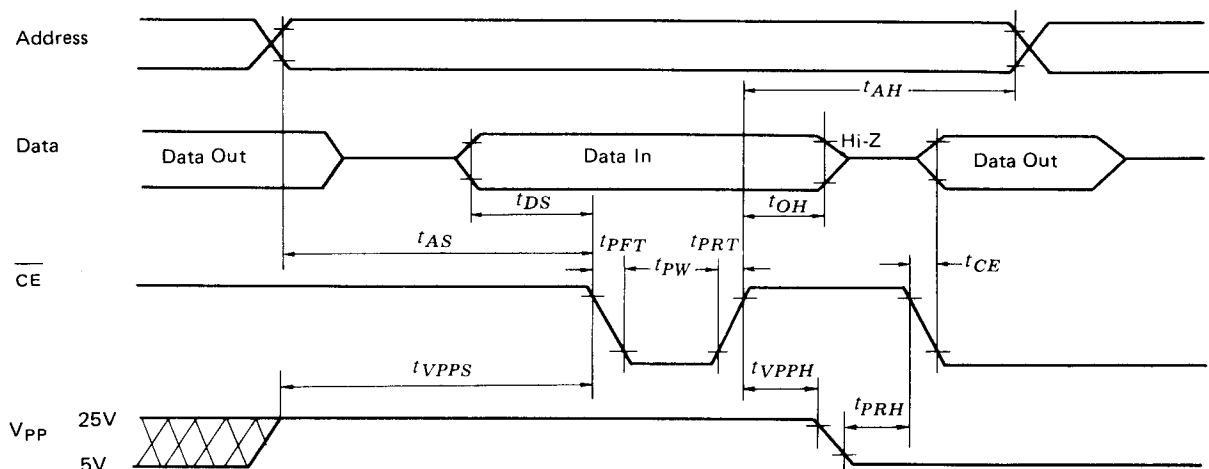 Address
t_AH
Data
Data Out
Data In
Hi-Z
Data Out
t_DS
t_OH
t_AS
t_PFT
t_PRT
t_PW
t_CE
C̅E̅
t_VPPS
t_VPPH
t_PRH
V_PP
25V
5V